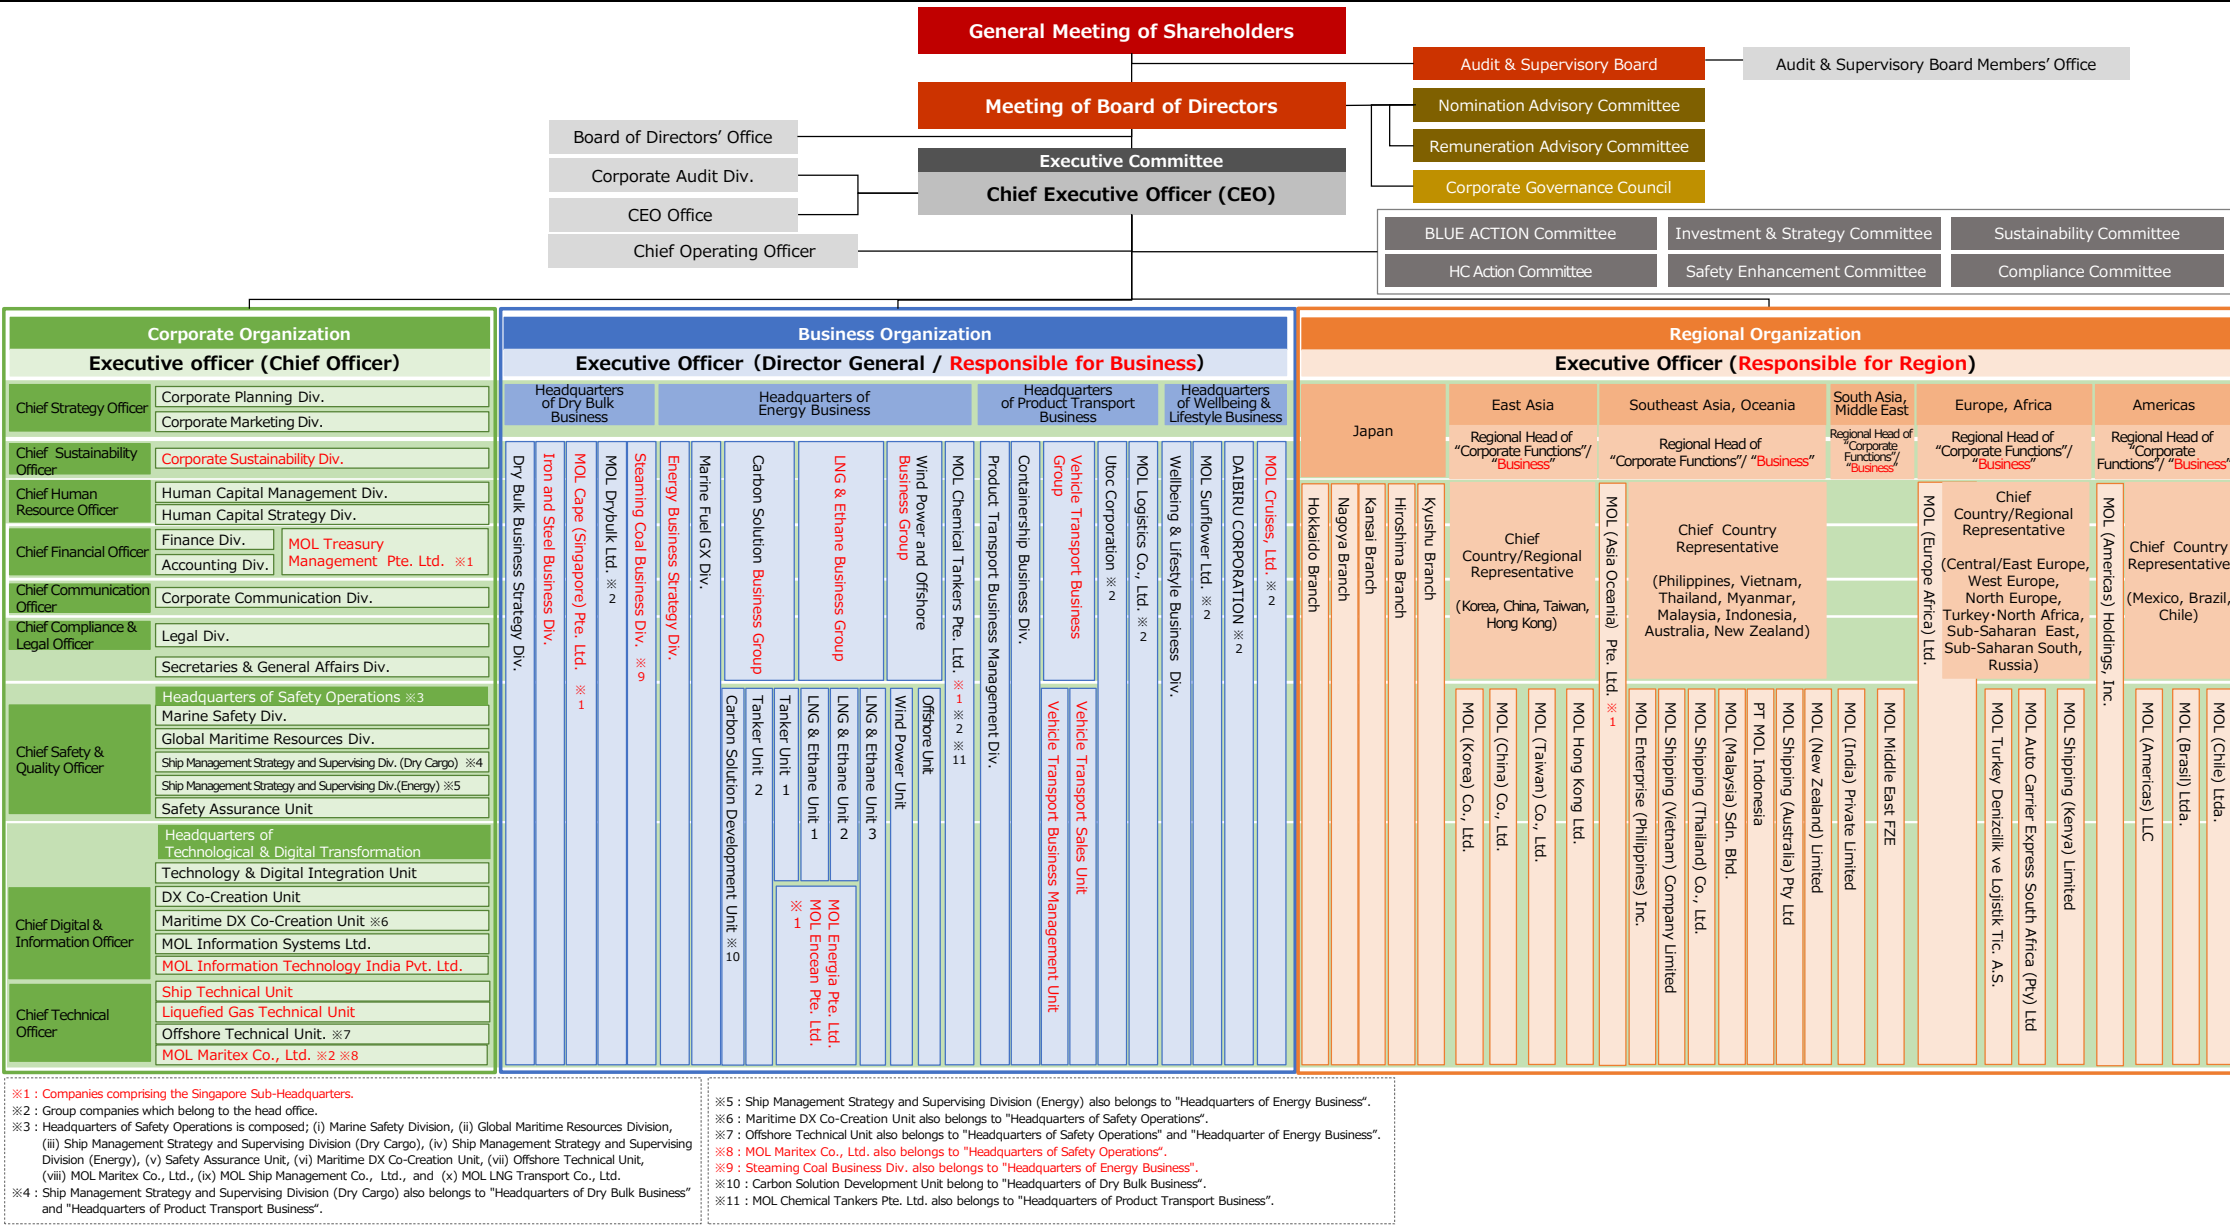 General Meeting of Shareholders
Audit & Supervisory Board
Audit & Supervisory Board Members’ Office
Meeting of Board of Directors
Nomination Advisory Committee
Board of Directors’ Office
Remuneration Advisory Committee
Executive Committee
Chief Executive Officer (CEO)
Corporate Audit Div.
Corporate Governance Council
CEO Office
Chief Operating Officer
BLUE ACTION Committee
Investment & Strategy Committee
Sustainability Committee
HC Action Committee
Safety Enhancement Committee
Compliance Committee
Corporate Organization
Executive officer (Chief Officer)
Chief Strategy Officer
Corporate Planning Div.
Corporate Marketing Div.
Chief Sustainability
Officer
Corporate Sustainability Div.
Chief Human
Resource Officer
Human Capital Management Div.
Human Capital Strategy Div.
Chief Financial Officer
Finance Div.
Accounting Div.
MOL Treasury
Management Pte. Ltd. ※1
Chief Communication
Officer
Corporate Communication Div.
Chief Compliance &
Legal Officer
Legal Div.
Secretaries & General Affairs Div.
Headquarters of Safety Operations ※3
Chief Safety &
Quality Officer
Marine Safety Div.
Global Maritime Resources Div.
Ship Management Strategy and Supervising Div. (Dry Cargo) ※4
Ship Management Strategy and Supervising Div.(Energy) ※5
Safety Assurance Unit
Headquarters of
Technological & Digital Transformation
Technology & Digital Integration Unit
Chief Digital &
Information Officer
DX Co-Creation Unit
Maritime DX Co-Creation Unit ※6
MOL Information Systems Ltd.
MOL Information Technology India Pvt. Ltd.
Chief Technical
Officer
Ship Technical Unit
Liquefied Gas Technical Unit
Offshore Technical Unit. ※7
MOL Maritex Co., Ltd. ※2 ※8
Business Organization
Executive Officer (Director General / Responsible for Business)
Headquarters
of Dry Bulk
Business
Headquarters of
Energy Business
Headquarters
of Product Transport
Business
Headquarters
of Wellbeing &
Lifestyle Business
Dry Bulk Business Strategy Div.
Iron and Steel Business Div.
MOL Cape (Singapore) Pte. Ltd. ※1
MOL Drybulk Ltd. ※2
Steaming Coal Business Div. ※9
Energy Business Strategy Div.
Marine Fuel GX Div.
Carbon Solution Business Group
LNG & Ethane Business Group
Wind Power and Offshore
Business Group
MOL Chemical Tankers Pte. Ltd. ※1 ※2 ※11
Product Transport Business Management Div.
Containership Business Div.
Vehicle Transport Business
Group
Utoc Corporation ※2
MOL Logistics Co., Ltd. ※2
Wellbeing & Lifestyle Business Div.
MOL Sunflower Ltd. ※2
DAIBIRU CORPORATION ※2
MOL Cruises, Ltd. ※2
Carbon Solution Development Unit ※10
Tanker Unit 2
Tanker Unit 1
LNG & Ethane Unit 1
LNG & Ethane Unit 2
LNG & Ethane Unit 3
Wind Power Unit
Offshore Unit
MOL Energia Pte. Ltd.
MOL Encean Pte. Ltd.
※1
Vehicle Transport Business Management Unit
Vehicle Transport Sales Unit
Regional Organization
Executive Officer (Responsible for Region)
Japan
East Asia
Southeast Asia, Oceania
South Asia,
Middle East
Europe, Africa
Americas
Regional Head of
“Corporate Functions”/
“Business”
Regional Head of
“Corporate Functions”/ “Business”
Regional Head of
“Corporate
Functions”/
“Business”
Regional Head of
“Corporate Functions”/
“Business”
Regional Head of
“Corporate
Functions”/ “Business”
Hokkaido Branch
Nagoya Branch
Kansai Branch
Hiroshima Branch
Kyushu Branch
Chief
Country/Regional
Representative
(Korea, China, Taiwan,
Hong Kong)
MOL (Asia Oceania) Pte. Ltd. ※1
Chief Country
Representative
(Philippines, Vietnam,
Thailand, Myanmar,
Malaysia, Indonesia,
Australia, New Zealand)
MOL (Europe Africa) Ltd.
Chief
Country/Regional
Representative
(Central/East Europe,
West Europe,
North Europe,
Turkey・North Africa,
Sub-Saharan East,
Sub-Saharan South,
Russia)
MOL (Americas) Holdings, Inc.
Chief Country
Representative
(Mexico, Brazil,
Chile)
MOL (Korea) Co., Ltd.
MOL (China) Co., Ltd.
MOL (Taiwan) Co., Ltd.
MOL Hong Kong Ltd.
MOL Enterprise (Philippines) Inc.
MOL Shipping (Vietnam) Company Limited
MOL Shipping (Thailand) Co., Ltd.
MOL (Malaysia) Sdn. Bhd.
PT MOL Indonesia
MOL Shipping (Australia) Pty Ltd
MOL (New Zealand) Limited
MOL (India) Private Limited
MOL Middle East FZE
MOL Turkey Denizcilik ve Lojistik Tic. A.S.
MOL Auto Carrier Express South Africa (Pty) Ltd
MOL Shipping (Kenya) Limited
MOL (Americas) LLC
MOL (Brasil) Ltda.
MOL (Chile) Ltda.
※1 : Companies comprising the Singapore Sub-Headquarters.
※2 : Group companies which belong to the head office.
※3 : Headquarters of Safety Operations is composed; (i) Marine Safety Division, (ii) Global Maritime Resources Division,
(iii) Ship Management Strategy and Supervising Division (Dry Cargo), (iv) Ship Management Strategy and Supervising
Division (Energy), (v) Safety Assurance Unit, (vi) Maritime DX Co-Creation Unit, (vii) Offshore Technical Unit,
(viii) MOL Maritex Co., Ltd., (ix) MOL Ship Management Co., Ltd., and (x) MOL LNG Transport Co., Ltd.
※4 : Ship Management Strategy and Supervising Division (Dry Cargo) also belongs to "Headquarters of Dry Bulk Business”
and "Headquarters of Product Transport Business“.
※5 : Ship Management Strategy and Supervising Division (Energy) also belongs to "Headquarters of Energy Business“.
※6 : Maritime DX Co-Creation Unit also belongs to "Headquarters of Safety Operations“.
※7 : Offshore Technical Unit also belongs to "Headquarters of Safety Operations" and "Headquarter of Energy Business”.
※8 : MOL Maritex Co., Ltd. also belongs to "Headquarters of Safety Operations“.
※9 : Steaming Coal Business Div. also belongs to "Headquarters of Energy Business".
※10 : Carbon Solution Development Unit belong to "Headquarters of Dry Bulk Business“.
※11 : MOL Chemical Tankers Pte. Ltd. also belongs to "Headquarters of Product Transport Business”.